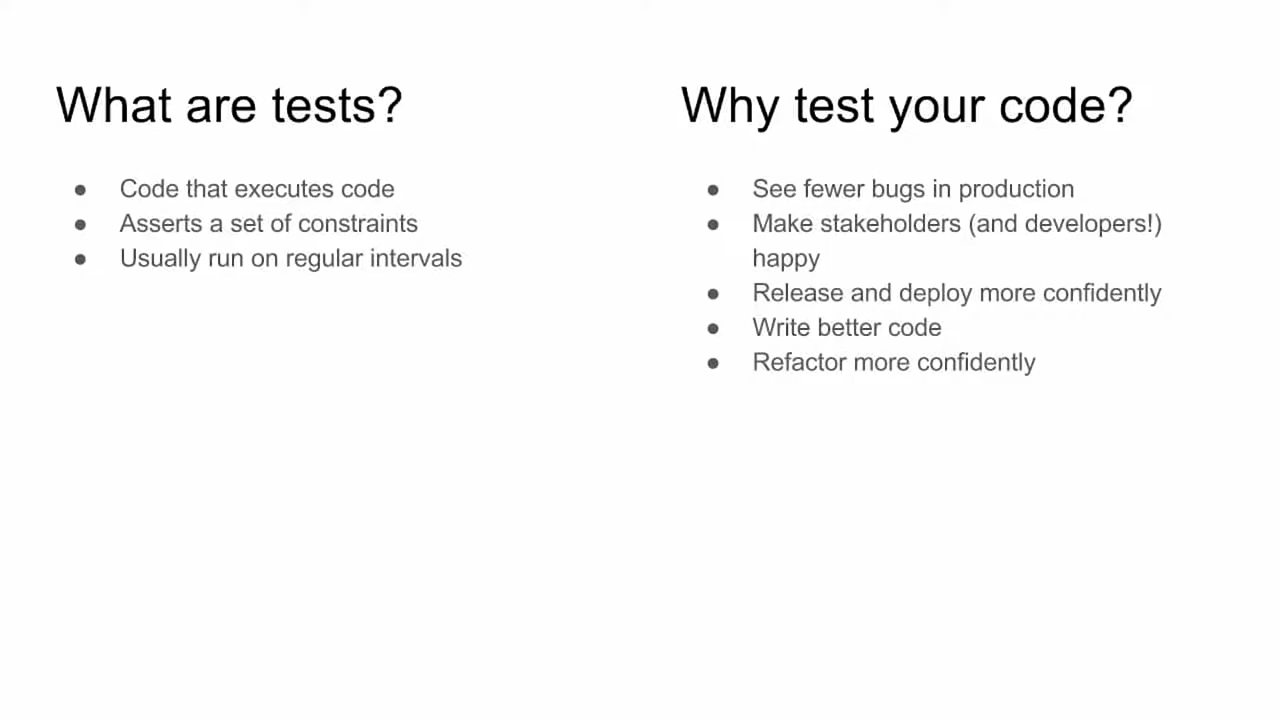 What are tests?
● Code that executes code
● Asserts a set of constraints
● Usually run on regular intervals
Why test your code?
● See fewer bugs in production
● Make stakeholders (and developers!)
happy
● Release and deploy more confidently
● Write better code
● Refactor more confidently